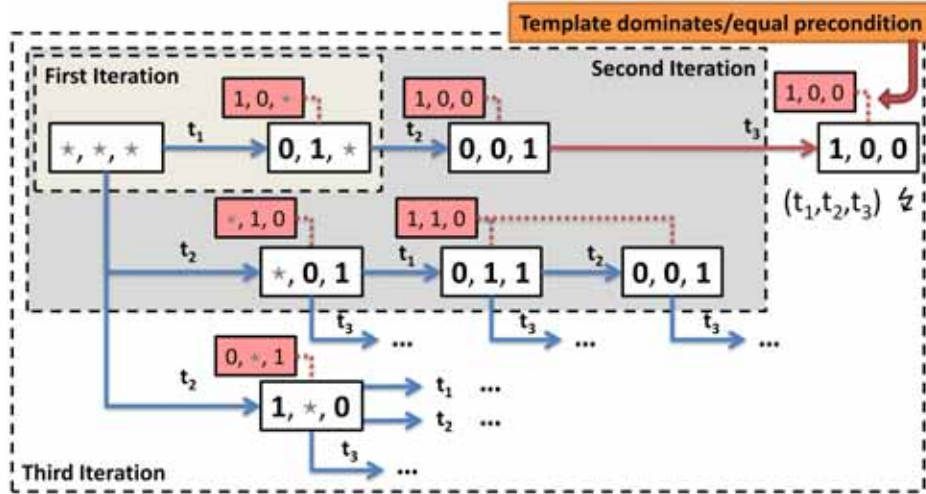 Template dominates/equal precondition
First Iteration
Second Iteration
1, 0, *
1, 0, 0
1, 0, 0
*, *, *
t1
0, 1, *
t2
0, 0, 1
t3
1, 0, 0
(t1,t2,t3) ↯
*, 1, 0
1, 1, 0
t2
*, 0, 1
t1
0, 1, 1
t2
0, 0, 1
t3 ...
t3 ...
t3 ...
0, *, 1
t2
1, *, 0
t1 ...
t2 ...
t3 ...
Third Iteration